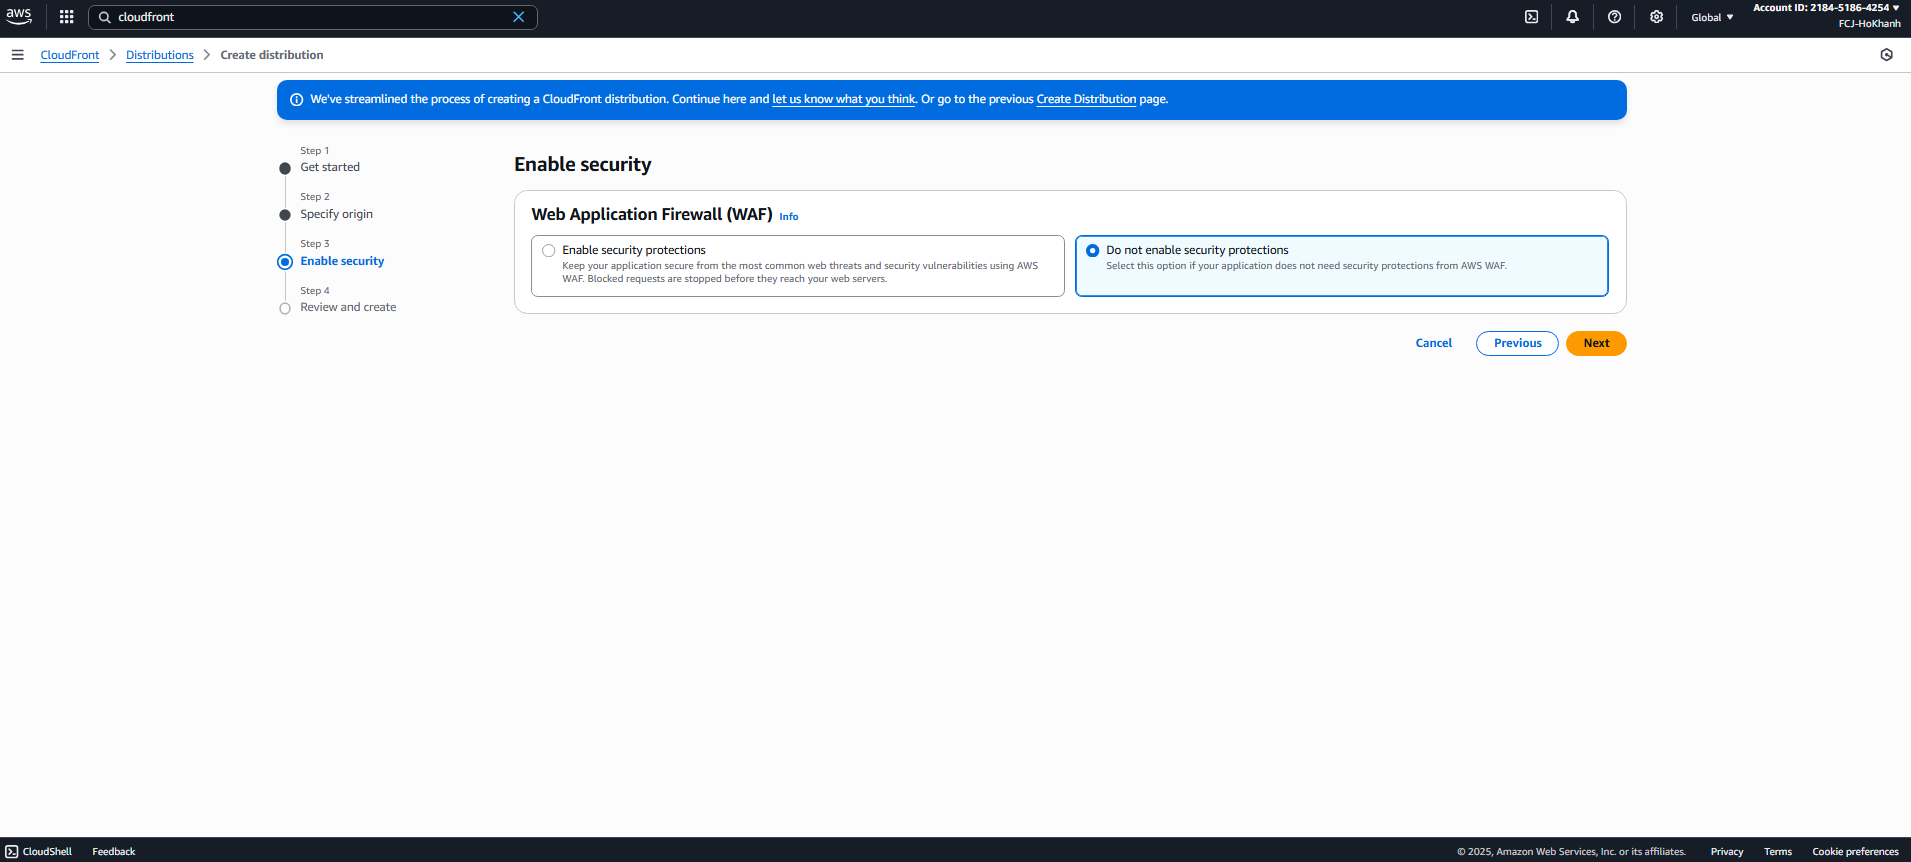 aws
cloudfront
Global
Account ID: 2184-5186-4254
FCJ-HoKhanh
CloudFront
Distributions
Create distribution
We've streamlined the process of creating a CloudFront distribution. Continue here and let us know what you think. Or go to the previous Create Distribution page.
Step 1
Get started
Step 2
Specify origin
Step 3
Enable security
Step 4
Review and create
Enable security
Web Application Firewall (WAF) Info
Enable security protections
Keep your application secure from the most common web threats and security vulnerabilities using AWS
WAF. Blocked requests are stopped before they reach your web servers.
Do not enable security protections
Select this option if your application does not need security protections from AWS WAF.
Cancel
Previous
Next
CloudShell
Feedback
© 2025, Amazon Web Services, Inc. or its affiliates.
Privacy
Terms
Cookie preferences